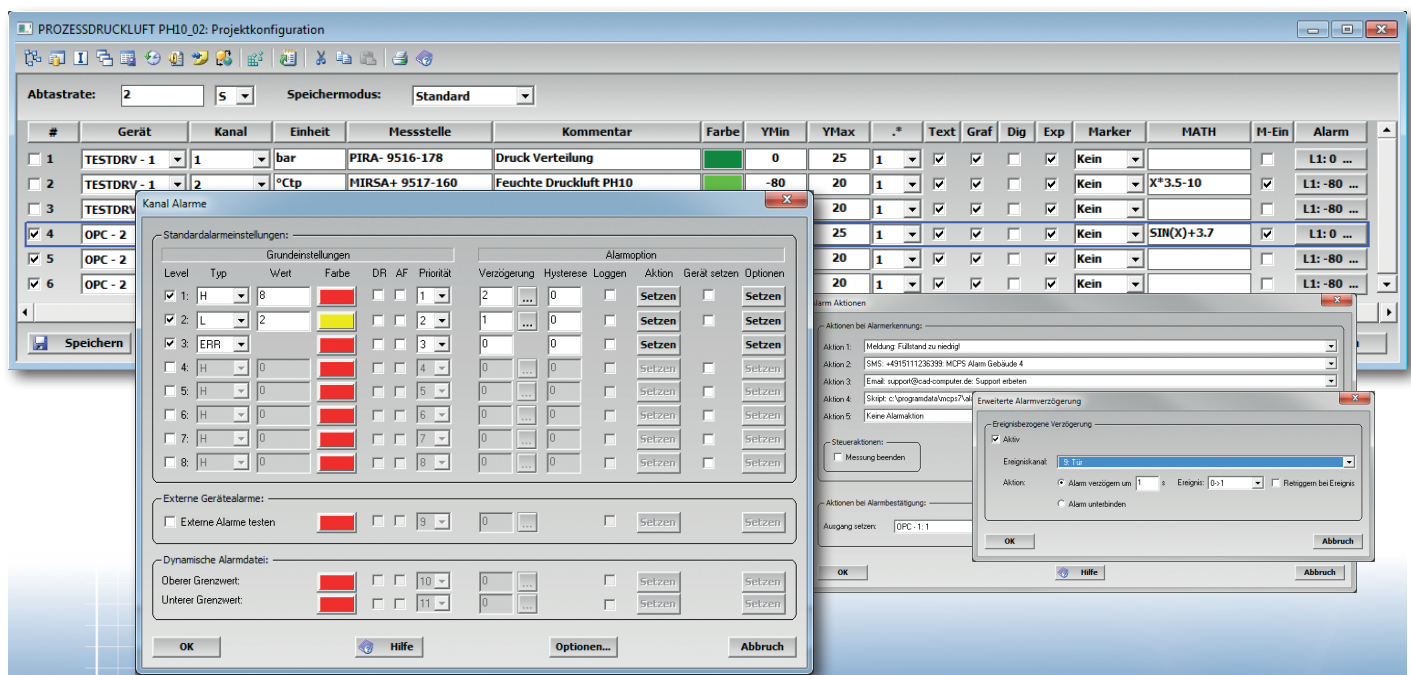 PROZESSDRUCKLUFT PH10_02: Projektkonfiguration
Abtastrate: 2 S Speichermodus: Standard
# Gerät Kanal Einheit Messstelle Kommentar Farbe YMin YMax .* Text Graf Dig Exp Marker MATH M-Ein Alarm
1 TESTDRV - 1 1 bar PIRA- 9516-178 Druck Verteilung 0 25 1 Kein L1: 0 ...
2 TESTDRV - 1 2 °Ctp MIRSA+ 9517-160 Feuchte Druckluft PH10 -80 20 1 Kein X*3.5-10 L1: -80 ...
3 TESTDRV 20 1 Kein L1: -80 ...
4 OPC - 2 25 1 Kein SIN(X)+3.7 L1: 0 ...
5 OPC - 2 20 1 Kein L1: -80 ...
6 OPC - 2 20 1 Kein L1: -80 ...
Speichern
Kanal Alarme
Standardalarmeinstellungen:
Grundeinstellungen Alarmoption
Level Typ Wert Farbe DR AF Priorität Verzögerung Hysterese Loggen Aktion Gerät setzen Optionen
1: H 8 1 2 ... 0 Setzen Setzen
2: L 2 2 1 ... 0 Setzen Setzen
3: ERR 3 0 0 Setzen Setzen
4: H 0 4 0 ... 0 Setzen Setzen
5: H 0 5 0 ... 0 Setzen Setzen
6: H 0 6 0 ... 0 Setzen Setzen
7: H 0 7 0 ... 0 Setzen Setzen
8: H 0 8 0 ... 0 Setzen Setzen
Externe Gerätealarme:
Externe Alarme testen 9 0 ... Setzen Setzen
Dynamische Alarmdatei:
Oberer Grenzwert: 10 0 ... Setzen Setzen
Unterer Grenzwert: 11 0 ... Setzen Setzen
OK Hilfe Optionen... Abbruch
Alarm Aktionen
Aktionen bei Alarmerkennung:
Aktion 1: Meldung: Füllstand zu niedrig!
Aktion 2: SMS: +4915111236399: MCPS Alarm Gebäude 4
Aktion 3: Email: support@cad-computer.de: Support erbeten
Aktion 4: Skript: c:\programdata\mcps7\al
Aktion 5: Keine Alarmaktion
Steueraktionen:
Messung beenden
Aktionen bei Alarmbestätigung:
Ausgang setzen: OPC - 1: 1
OK Hilfe Abbruch
Erweiterte Alarmverzögerung
Ereignisbezogene Verzögerung
Aktiv
Ereigniskanal: 9: Tür
Aktion: Alarm verzögern um 1 s Ereignis: 0->1 Retriggern bei Ereignis
Alarm unterbinden
OK Abbruch